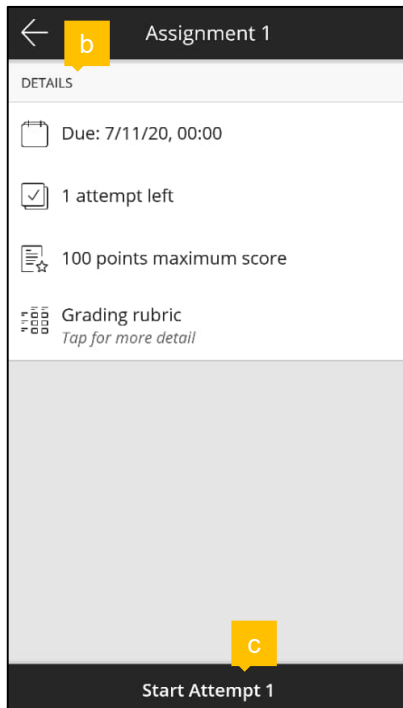 b
Assignment 1
DETAILS
Due: 7/11/20, 00:00
1 attempt left
100 points maximum score
Grading rubric
Tap for more detail
c
Start Attempt 1